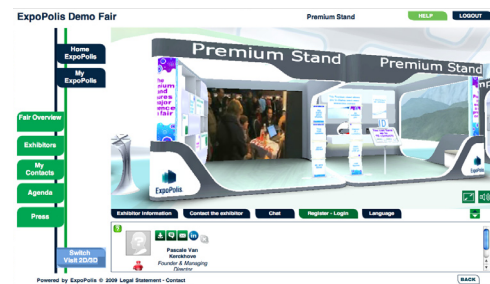 ExpoPolis Demo Fair
Premium Stand
HELP
LOGOUT
Home
ExpoPolis
My
ExpoPolis
Fair Overview
Exhibitors
My
Contacts
Agenda
Press
Switch
Visit 2D/3D
Premium Stand
Premium Stand
ExpoPolis
ExpoPolis
Exhibitor Information
Contact the exhibitor
Chat
Register - Login
Language
in
Pascale Van
Kerckhove
Founder & Managing
Director
Powered by ExpoPolis © 2009 Legal Statement - Contact
BACK